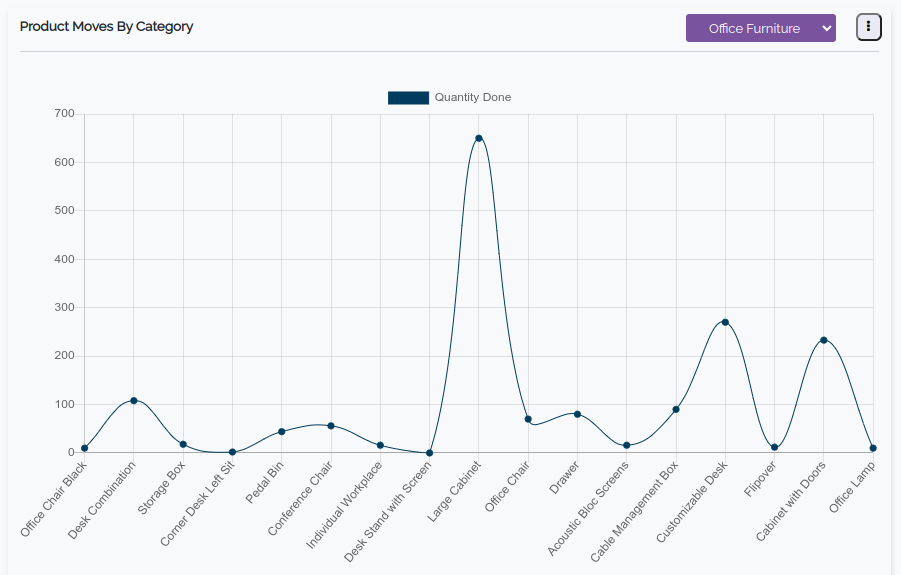 Product Moves By Category
Office Furniture
Quantity Done
700
600
500
400
300
200
100
0
Office Chair Black
Desk Combination
Storage Box
Corner Desk Left Sit
Pedal Bin
Conference Chair
Individual Workplace
Desk Stand with Screen
Large Cabinet
Office Chair
Drawer
Acoustic Bloc Screens
Cable Management Box
Customizable Desk
Flipover
Cabinet with Doors
Office Lamp